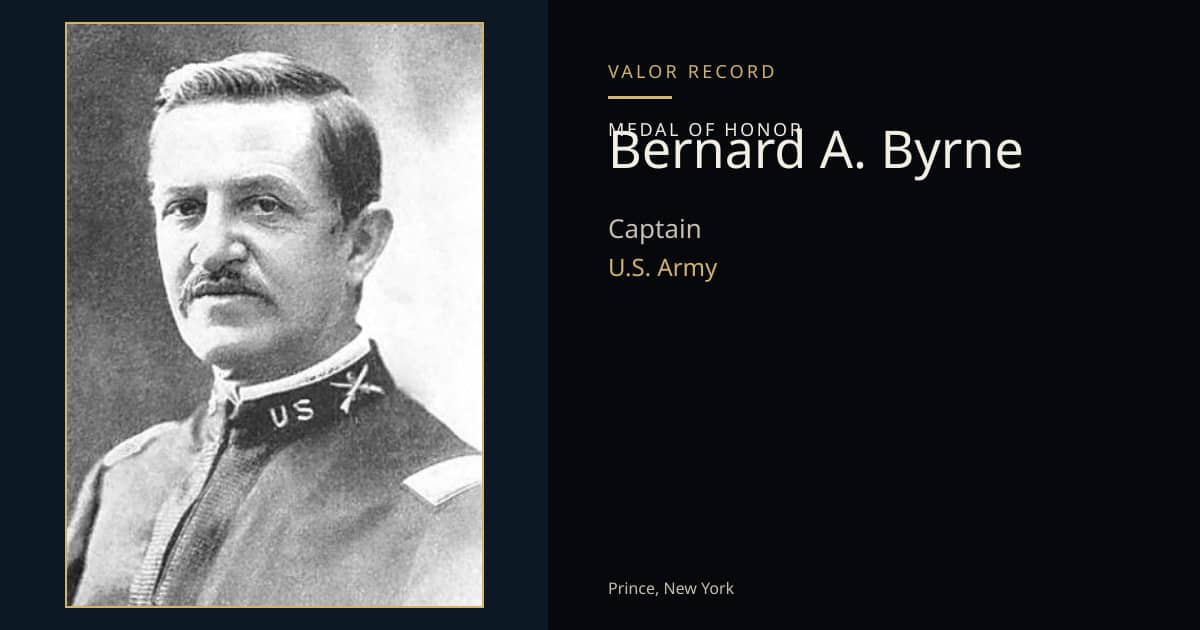 VALOR RECORD
MEDAL OF HONOR
Bernard A. Byrne
Captain
U.S. Army
US
Prince, New York